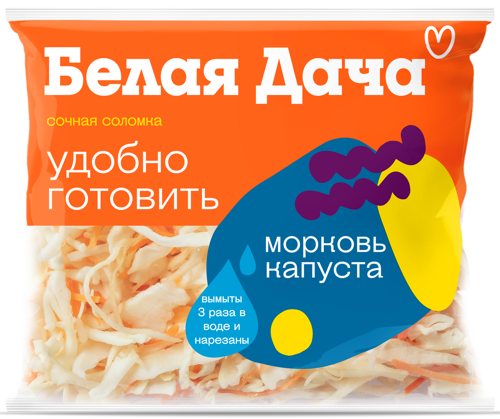 Белая Дача
сочная соломка
удобно
готовить
морковь
капуста
вымыты
3 раза в
воде и
нарезаны